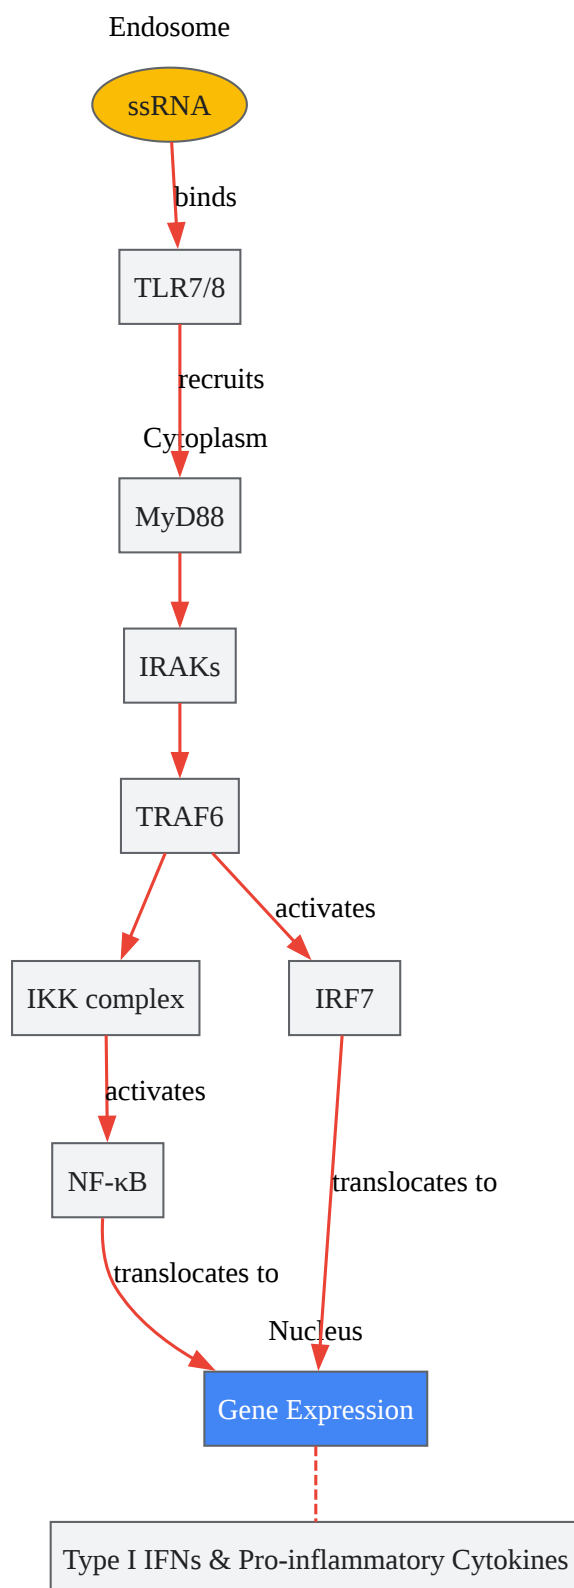 Endosome
ssRNA
binds
TLR7/8
recruits
Cytoplasm
MyD88
IRAKs
TRAF6
activates
IKK complex
IRF7
activates
NF-κB
translocates to
translocates to
Nucleus
Gene Expression
Type I IFNs & Pro-inflammatory Cytokines